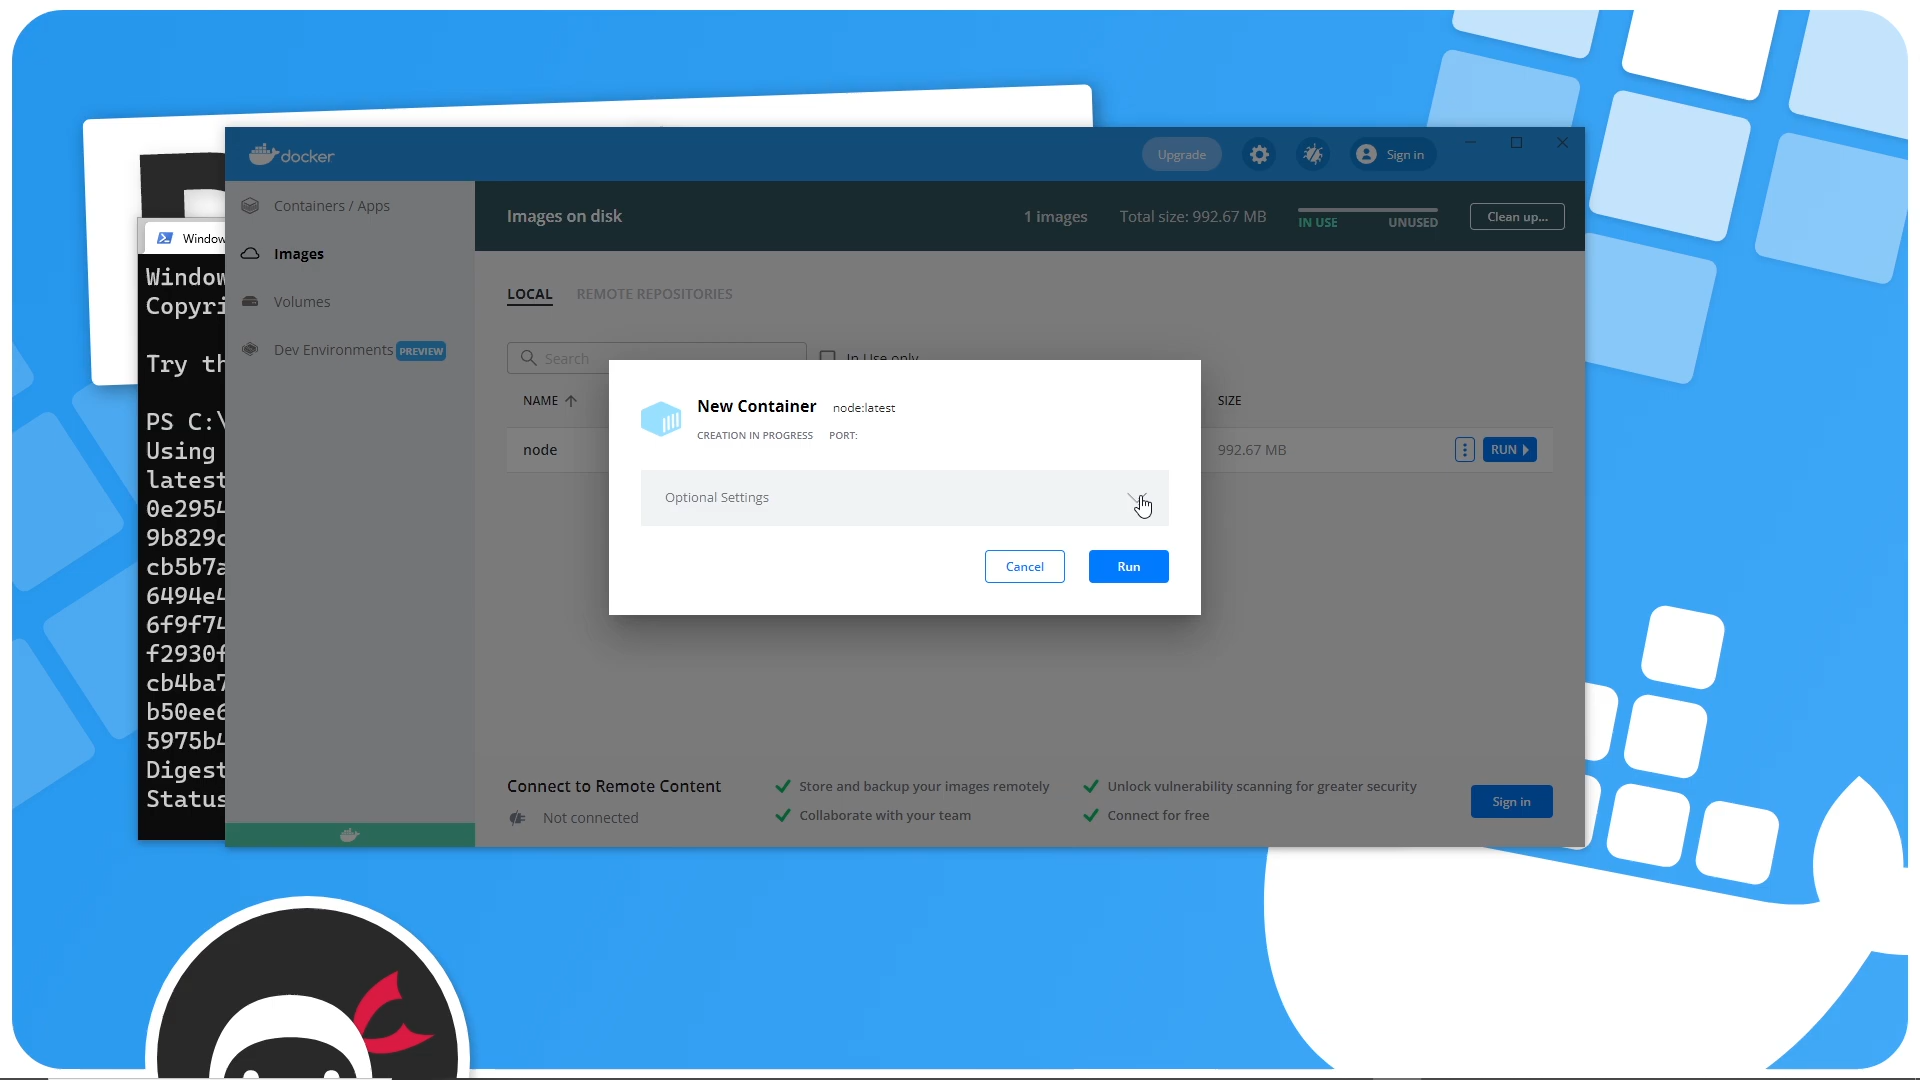 docker
Upgrade
Sign in
Containers / Apps
Images
Volumes
Dev Environments PREVIEW
Images on disk
1 images
Total size: 992.67 MB
IN USE
UNUSED
Clean up...
LOCAL
REMOTE REPOSITORIES
Search
In Use only
NAME
SIZE
node
992.67 MB
RUN
New Container
node:latest
CREATION IN PROGRESS
PORT:
Optional Settings
Cancel
Run
Connect to Remote Content
Not connected
Store and backup your images remotely
Collaborate with your team
Unlock vulnerability scanning for greater security
Connect for free
Sign in
Window
Window
Copyri
Try th
PS C:\
Using
latest
0e2954
9b829c
cb5b7a
6494e4
6f9f74
f2930f
cb4ba7
b50ee6
5975b4
Digest
Status